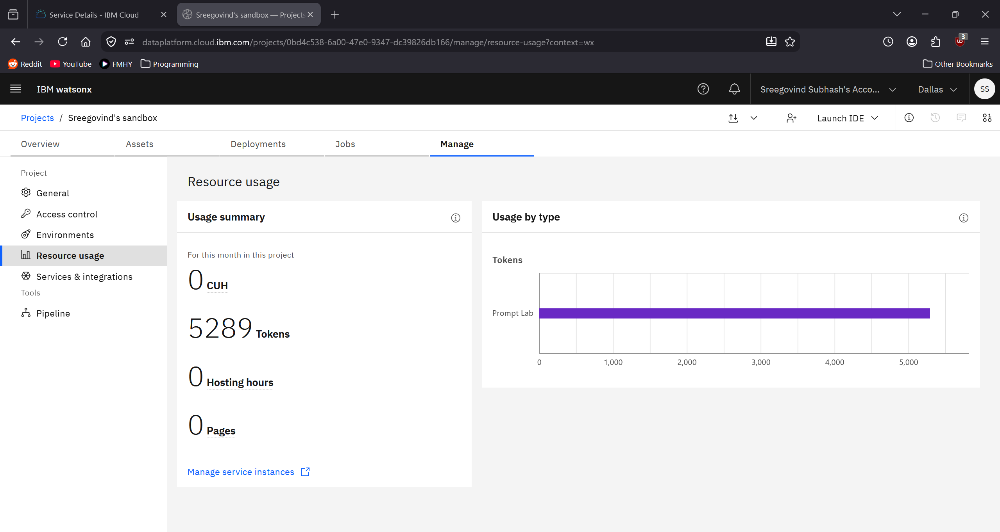 Service Details - IBM Cloud
Sreegovind's sandbox — Projects
dataplatform.cloud.ibm.com/projects/0bd4c538-6a00-47e0-9347-dc39826db166/manage/resource-usage?context=wx
3
Reddit
YouTube
FMHY
Programming
Other Bookmarks
IBM watsonx
Sreegovind Subhash's Acco...
Dallas
SS
Projects / Sreegovind's sandbox
Launch IDE
Overview
Assets
Deployments
Jobs
Manage
Project
General
Access control
Environments
Resource usage
Services & integrations
Tools
Pipeline
Resource usage
Usage summary
For this month in this project
0 CUH
5289 Tokens
0 Hosting hours
0 Pages
Manage service instances
Usage by type
Tokens
Prompt Lab
0 1,000 2,000 3,000 4,000 5,000